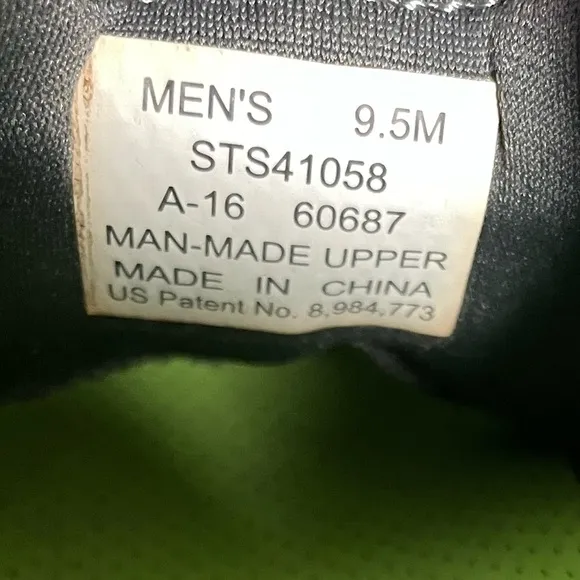 MEN'S 9.5M
STS41058
A-16 60687
MAN-MADE UPPER
MADE IN CHINA
US Patent No. 8,984,773